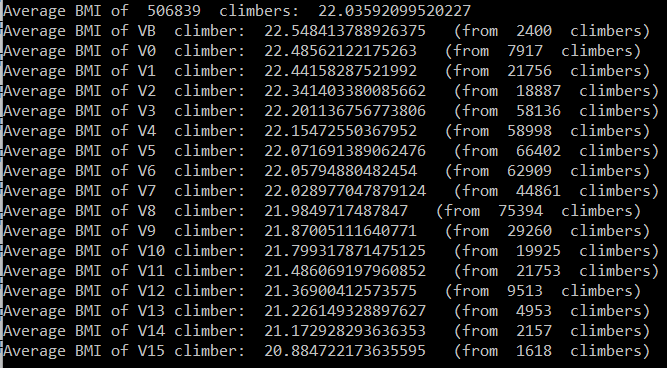 Average BMI of  506839  climbers:  22.03592099520227
Average BMI of VB  climber:  22.548413788926375   (from  2400  climbers)
Average BMI of V0  climber:  22.48562122175263   (from  7917  climbers)
Average BMI of V1  climber:  22.44158287521992   (from  21756  climbers)
Average BMI of V2  climber:  22.341403380085662   (from  18887  climbers)
Average BMI of V3  climber:  22.201136756773806   (from  58136  climbers)
Average BMI of V4  climber:  22.15472550367952   (from  58998  climbers)
Average BMI of V5  climber:  22.071691389062476   (from  66402  climbers)
Average BMI of V6  climber:  22.05794880482454   (from  62909  climbers)
Average BMI of V7  climber:  22.028977047879124   (from  44861  climbers)
Average BMI of V8  climber:  21.9849717487847   (from  75394  climbers)
Average BMI of V9  climber:  21.87005111640771   (from  29260  climbers)
Average BMI of V10 climber:  21.799317871475125   (from  19925  climbers)
Average BMI of V11 climber:  21.486069197960852   (from  21753  climbers)
Average BMI of V12 climber:  21.36900412573575   (from  9513  climbers)
Average BMI of V13 climber:  21.226149328897627   (from  4953  climbers)
Average BMI of V14 climber:  21.172928293636353   (from  2157  climbers)
Average BMI of V15 climber:  20.884722173635595   (from  1618  climbers)